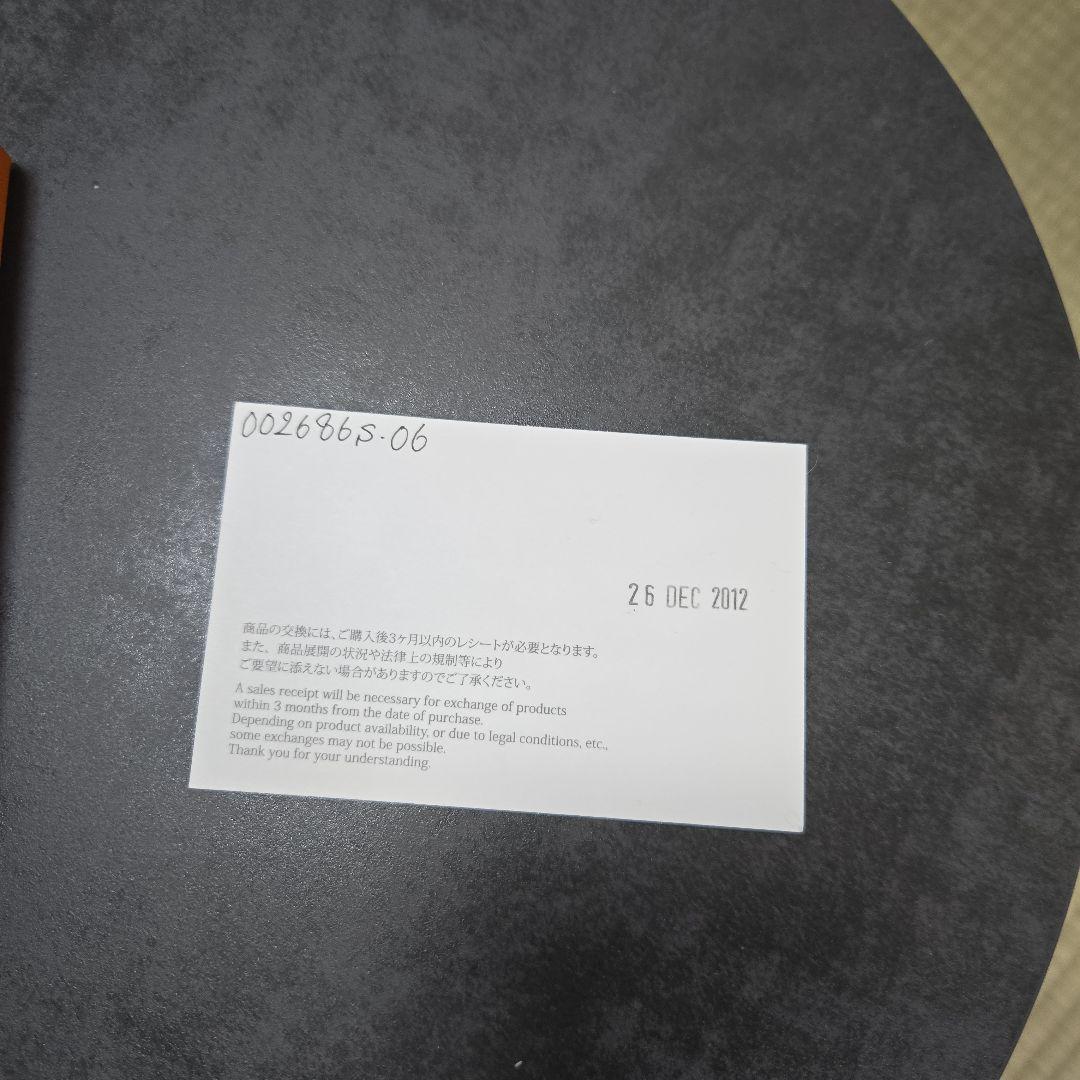 002686S-06
26 DEC 2012
商品の交換には、ご購入後3ヶ月以内のレシートが必要となります。
また、商品展開の状況や法律上の規制等により
ご要望に添えない場合がありますのでご了承ください。
A sales receipt will be necessary for exchange of products
within 3 months from the date of purchase.
Depending on product availability, or due to legal conditions, etc.,
some exchanges may not be possible.
Thank you for your understanding.